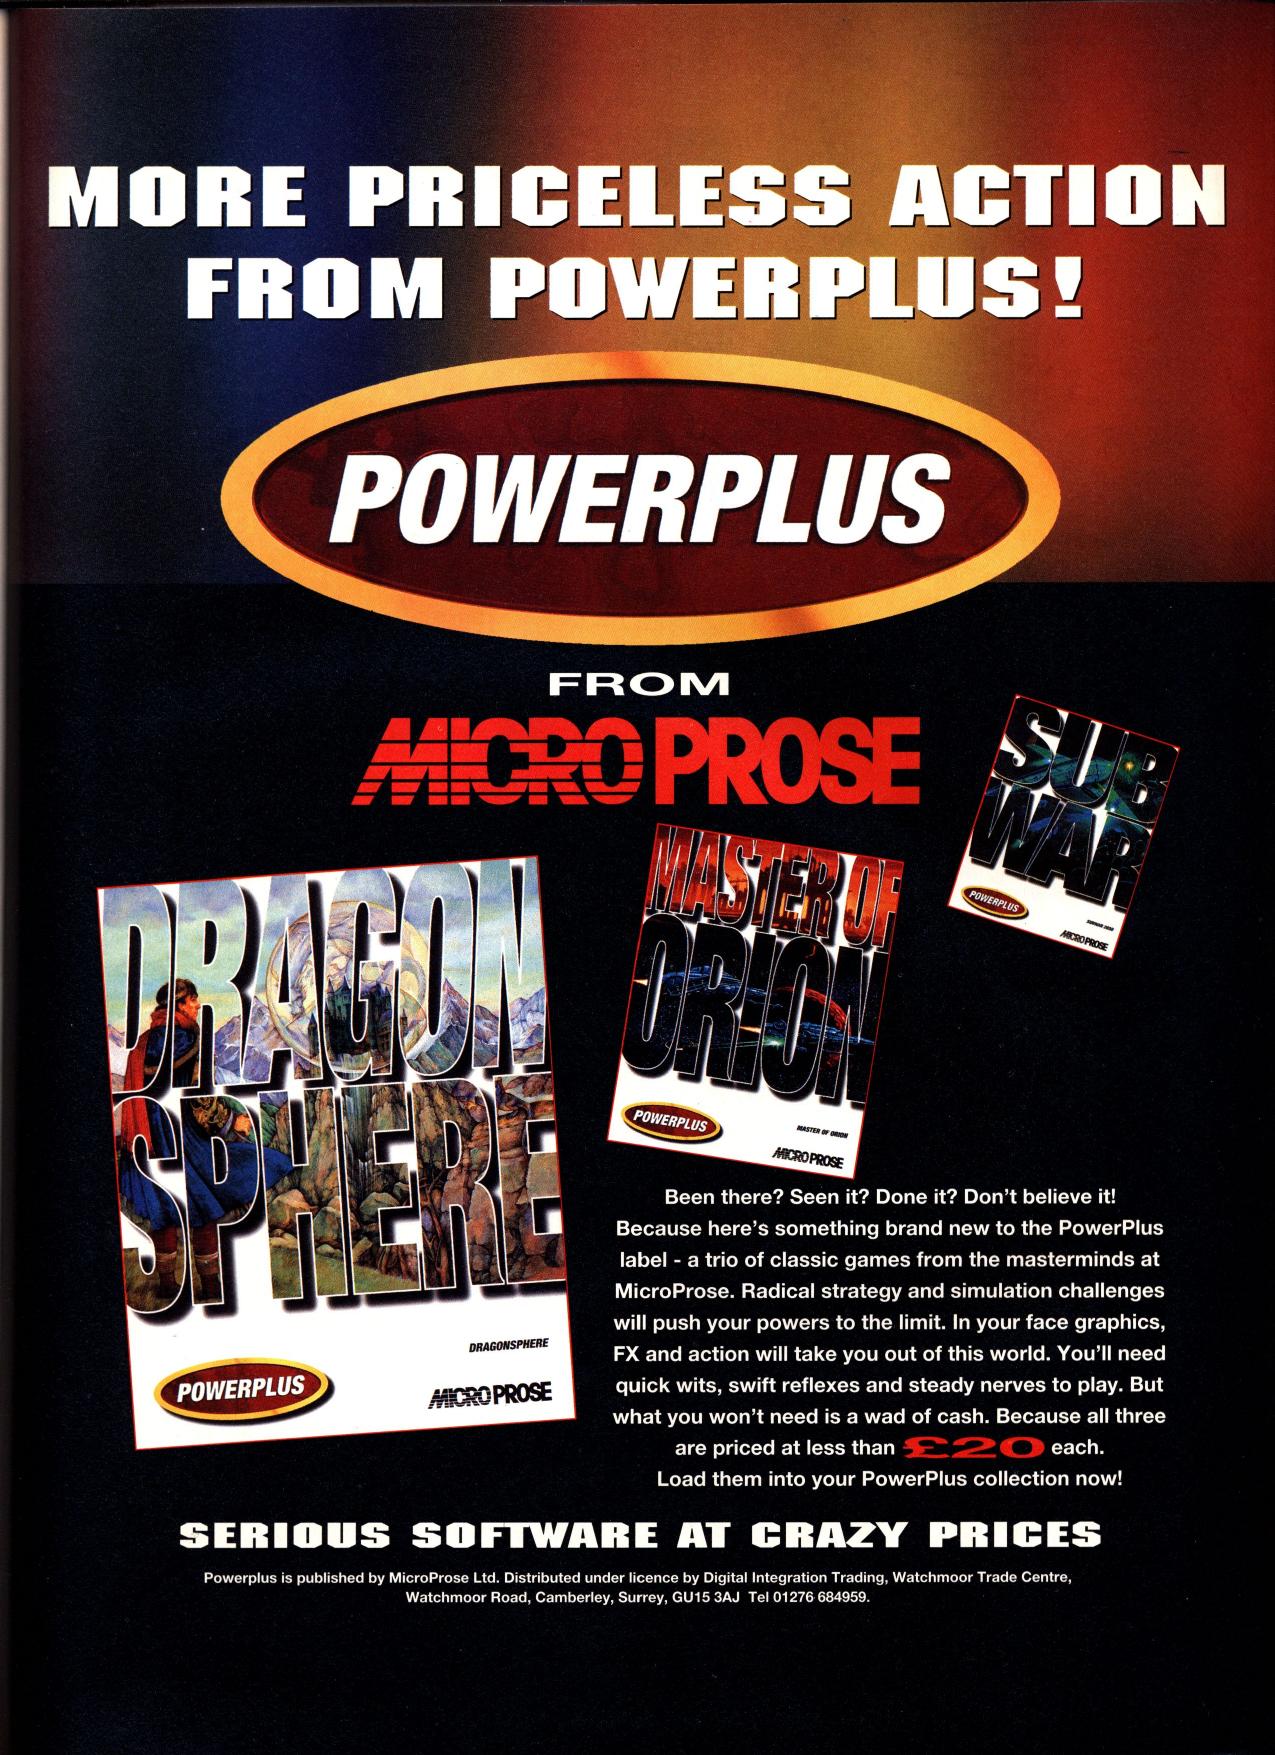 MORE PRICELESS ACTION
FROM POWERPLUS!
POWERPLUS
FROM
MICROPROSE
SUB
WAR
POWERPLUS
SUBWAR 2050
MICROPROSE
MASTER OF
ORION
POWERPLUS
MASTER OF ORION
MICROPROSE
DRAGON
SPHERE
DRAGONSPHERE
POWERPLUS
MICROPROSE
Been there? Seen it? Done it? Don't believe it!
Because here's something brand new to the PowerPlus
label - a trio of classic games from the masterminds at
MicroProse. Radical strategy and simulation challenges
will push your powers to the limit. In your face graphics,
FX and action will take you out of this world. You'll need
quick wits, swift reflexes and steady nerves to play. But
what you won't need is a wad of cash. Because all three
are priced at less than £20 each.
Load them into your PowerPlus collection now!
SERIOUS SOFTWARE AT CRAZY PRICES
Powerplus is published by MicroProse Ltd. Distributed under licence by Digital Integration Trading, Watchmoor Trade Centre,
Watchmoor Road, Camberley, Surrey, GU15 3AJ Tel 01276 684959.